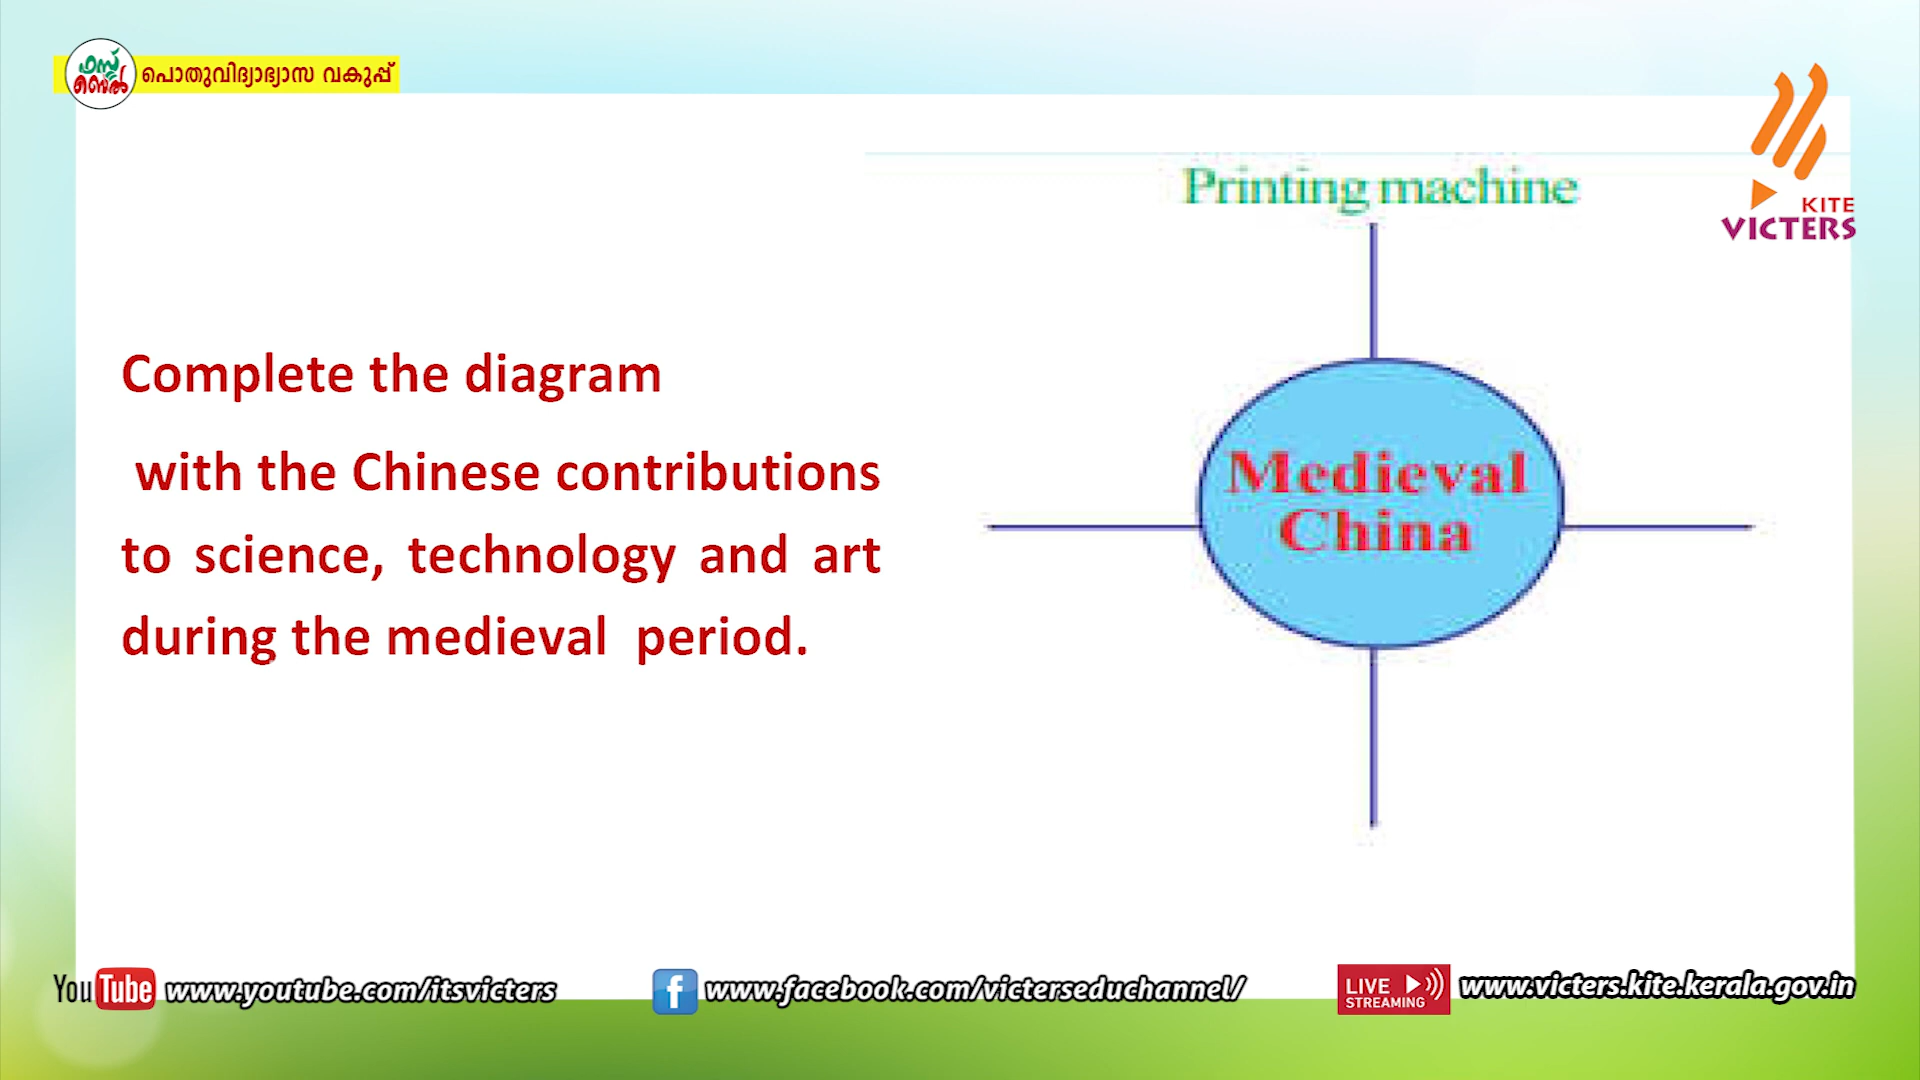 ഫസ്റ്റ്
ബെൽ
പൊതുവിദ്യാഭ്യാസ വകുപ്പ്
KITE
VICTERS
Printing machine
Complete the diagram
with the Chinese contributions
to science, technology and art
during the medieval period.
Medieval
China
YouTube www.youtube.com/itsvicters
f www.facebook.com/victerseduchannel/
LIVE
STREAMING
www.victers.kite.kerala.gov.in